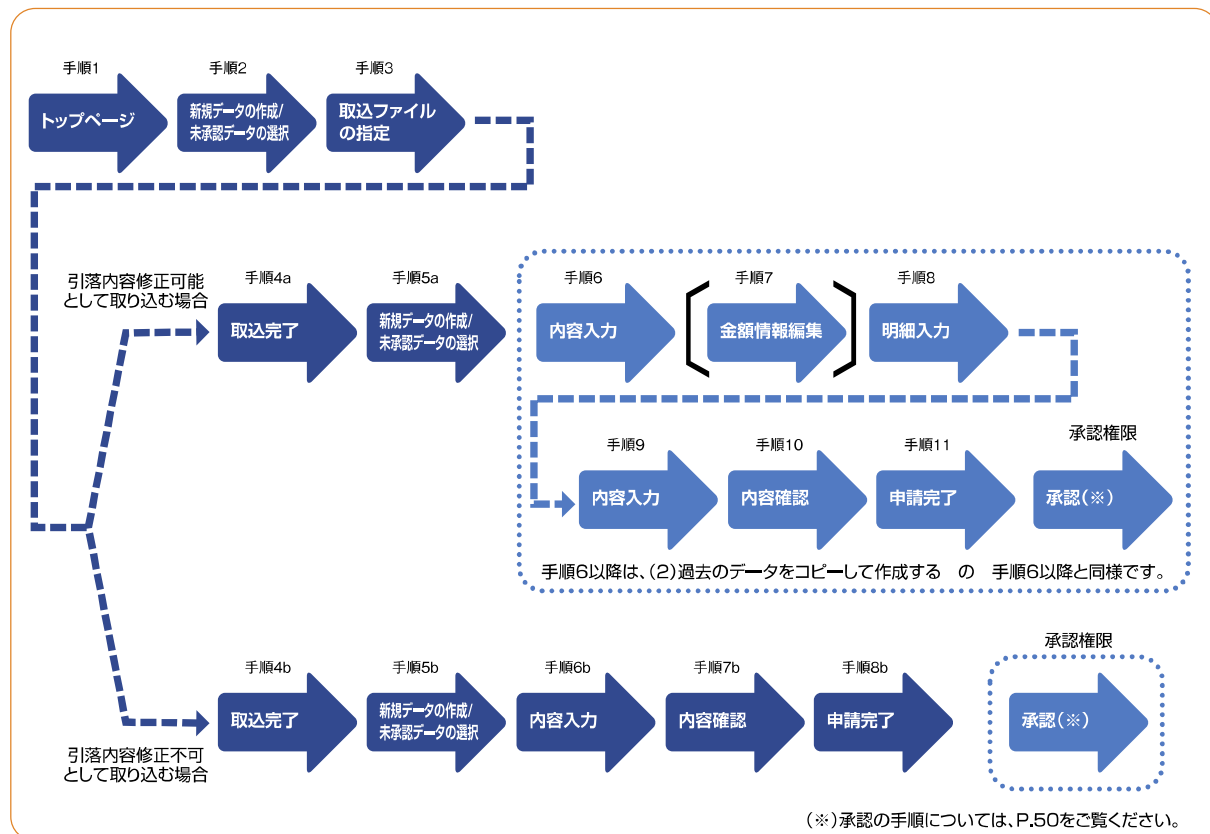 手順1
手順2
手順3
トップページ
新規データの作成/
未承認データの選択
取込ファイル
の指定
引落内容修正可能
として取り込む場合
手順4a
手順5a
手順6
手順7
手順8
取込完了
新規データの作成/
未承認データの選択
内容入力
金額情報編集
明細入力
手順9
手順10
手順11
承認権限
内容入力
内容確認
申請完了
承認(※)
手順6以降は、(2)過去のデータをコピーして作成する の 手順6以降と同様です。
手順4b
手順5b
手順6b
手順7b
手順8b
承認権限
取込完了
新規データの作成/
未承認データの選択
内容入力
内容確認
申請完了
承認(※)
引落内容修正不可
として取り込む場合
(※)承認の手順については、P.50をご覧ください。